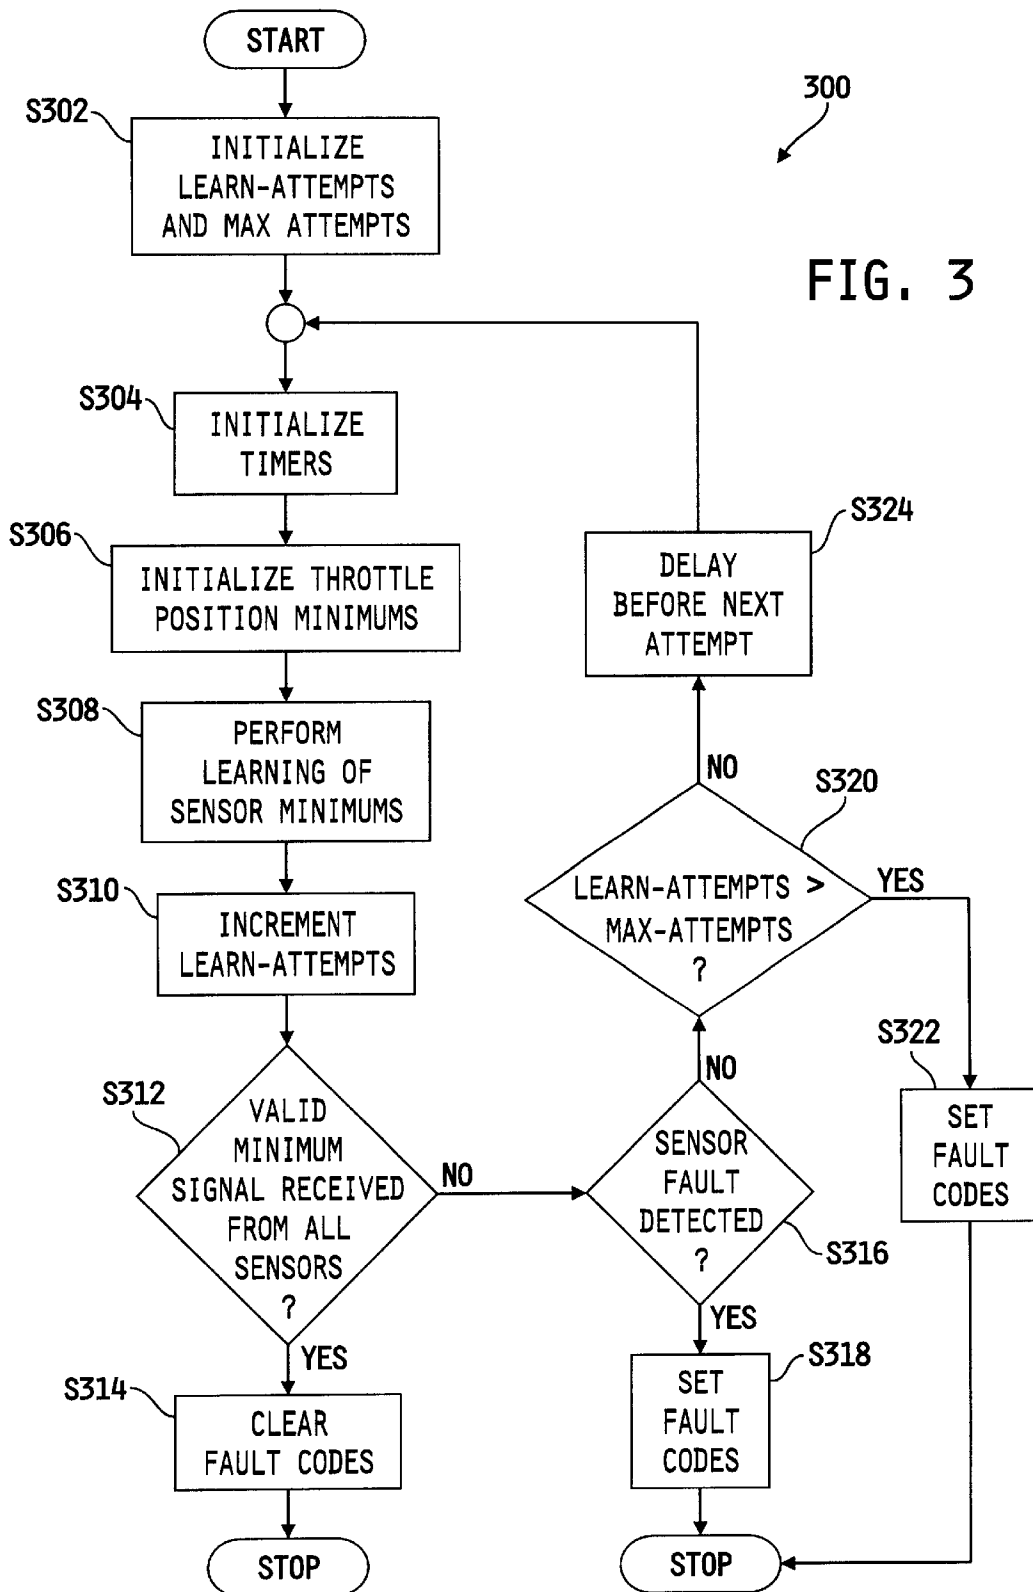 START
300
S302
INITIALIZE
LEARN-ATTEMPTS
AND MAX ATTEMPTS
FIG. 3
S304
INITIALIZE
TIMERS
S306
INITIALIZE THROTTLE
POSITION MINIMUMS
S324
DELAY
BEFORE NEXT
ATTEMPT
S308
PERFORM
LEARNING OF
SENSOR MINIMUMS
NO
S320
LEARN-ATTEMPTS >
MAX-ATTEMPTS
?
YES
S310
INCREMENT
LEARN-ATTEMPTS
S322
SET
FAULT
CODES
NO
S312
VALID
MINIMUM
SIGNAL RECEIVED
FROM ALL
SENSORS
?
NO
SENSOR
FAULT
DETECTED
?
S316
YES
YES
S314
CLEAR
FAULT CODES
S318
SET
FAULT
CODES
STOP
STOP